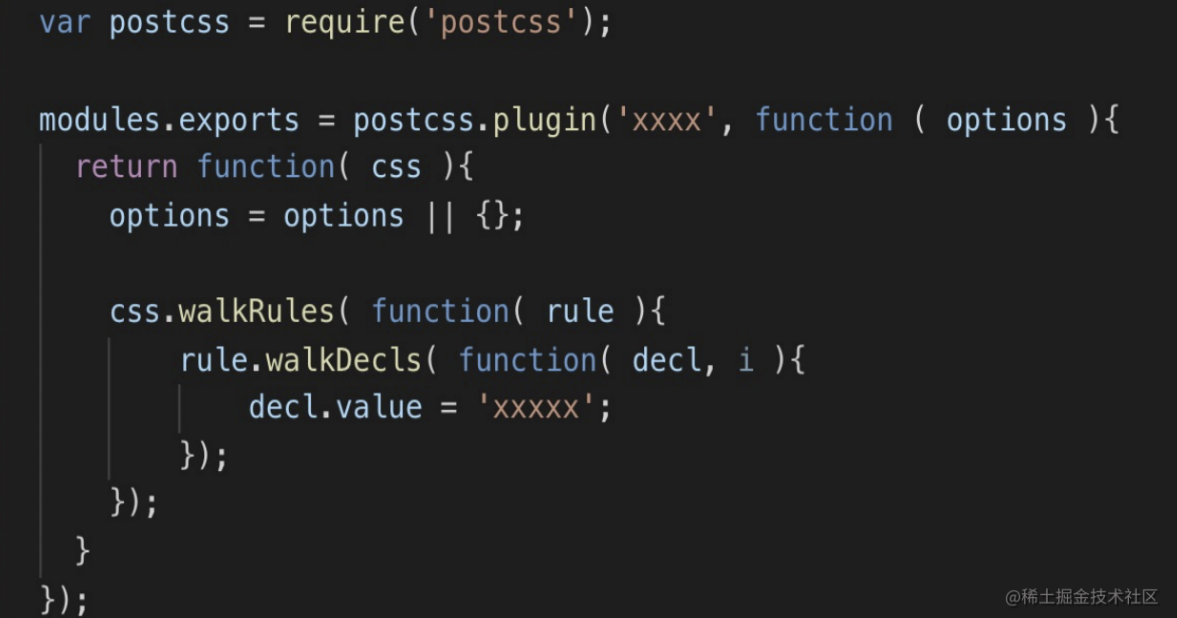 var postcss = require('postcss');
modules.exports = postcss.plugin('xxxx', function ( options ){
return function( css ){
options = options || {};
css.walkRules( function( rule ){
rule.walkDecls( function( decl, i ){
decl.value = 'xxxxx';
});
});
}
});
@稀土掘金技术社区